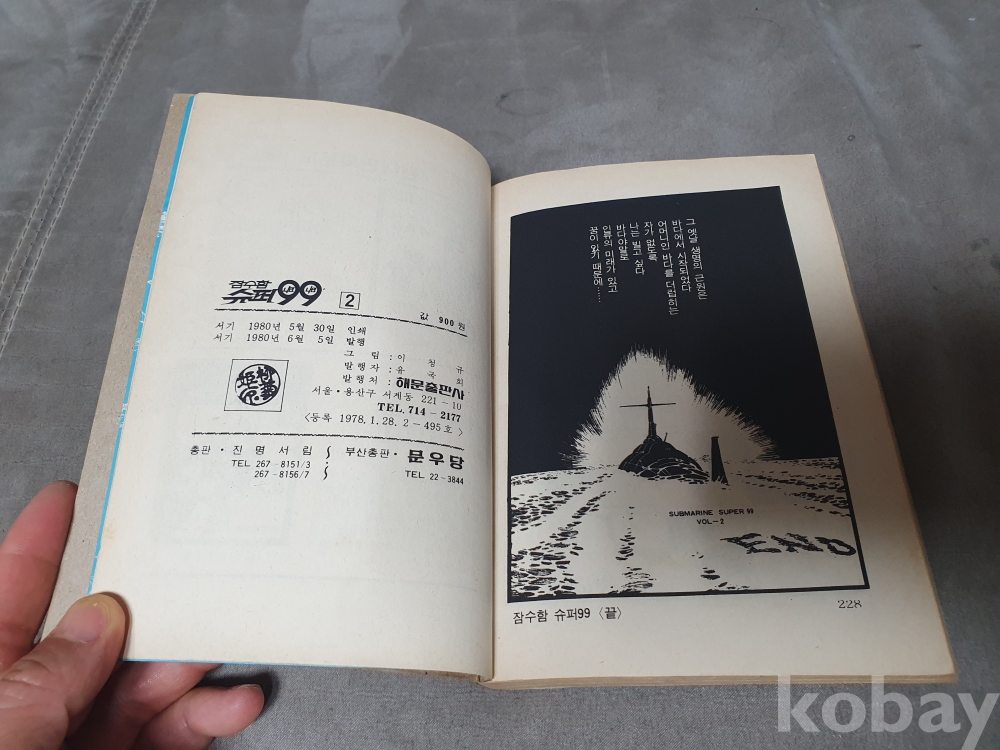 잠수함
슈퍼99 2
값 900원
서기 1980년 5월 30일 인쇄
서기 1980년 6월 5일 발행
그 림 : 이 청 규
발행자 : 윤 국 희
발행처 : 해문출판사
서울·용산구 서계동 221-10
TEL. 714-2177
<등록 1978. 1. 28. 2-495호>
총판·진명서림
TEL 267-8151/3
267-8156/7
부산총판·문우당
TEL 22-3844
그 옛날 생명의 근원은
바다에서 시작되었다
어머니인 바다를 더럽히는
자가 없도록
나는 빌고 싶다
바다야말로
인류의 미래가 있고
꿈이 있기 때문에……
SUBMARINE SUPER 99
VOL-2
END
잠수함 슈퍼99 〈끝〉
228
kobay